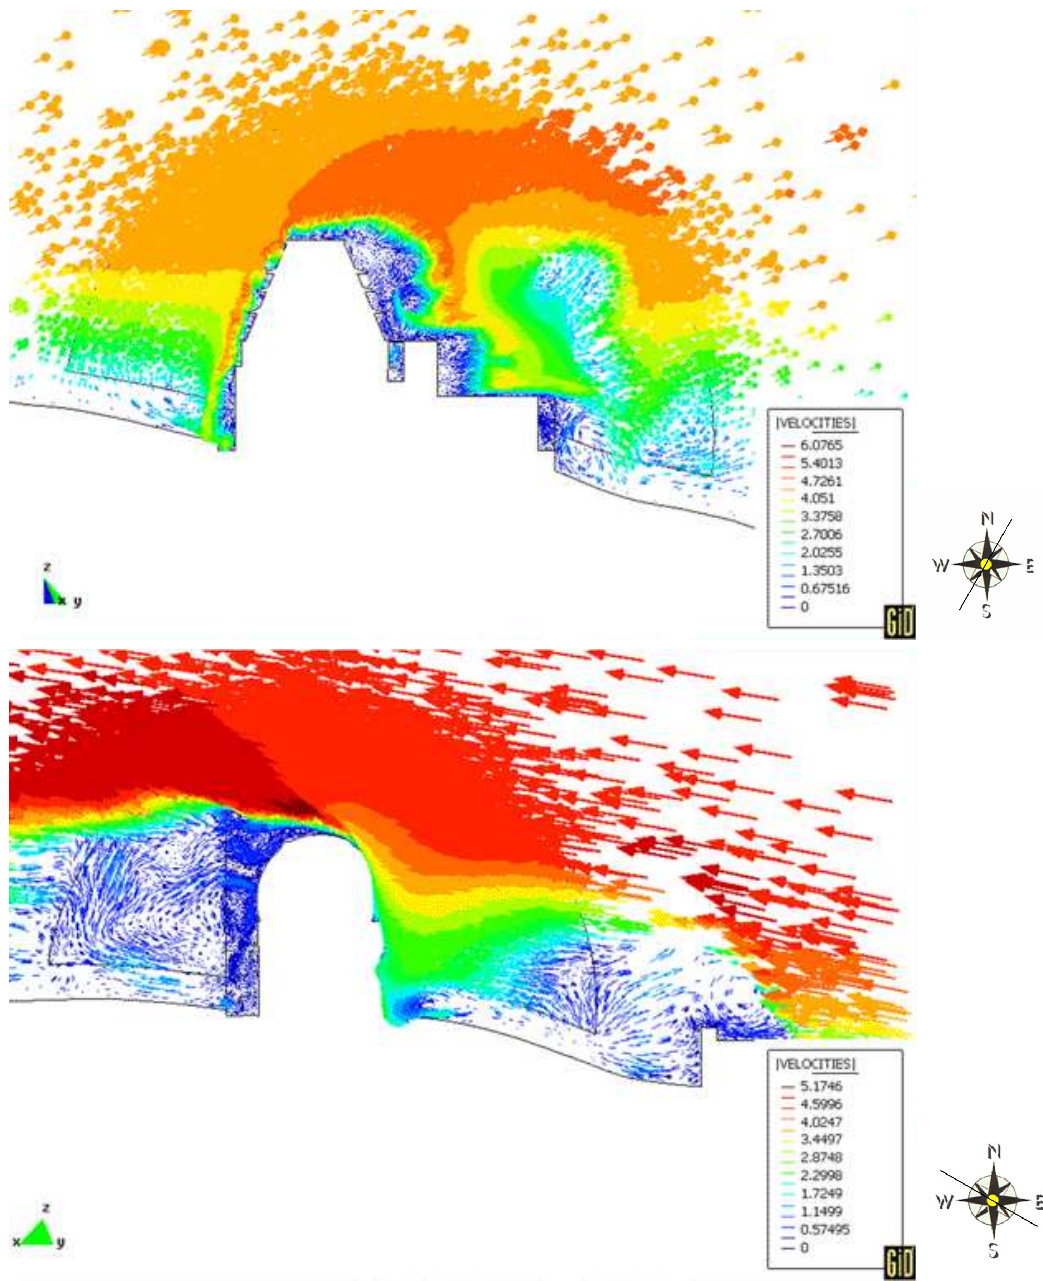 |VELOCITIES|
6.0765
5.4013
4.7261
4.051
3.3758
2.7006
2.0255
1.3503
0.67516
0
GiD
N
W E
S
z
x y
|VELOCITIES|
5.1746
4.5996
4.0247
3.4497
2.8748
2.2998
1.7249
1.1499
0.57495
0
GiD
N
W E
S
z
x y